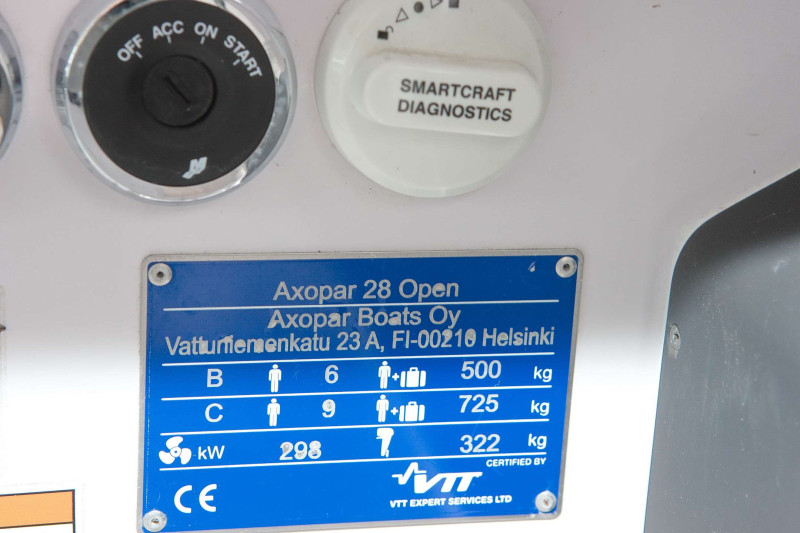 OFF ACC ON START
SMARTCRAFT
DIAGNOSTICS
Axopar 28 Open
Axopar Boats Oy
Vattuniemenkatu 23 A, FI-00210 Helsinki
B 6 + 500 kg
C 9 + 725 kg
kW 298 322 kg
CERTIFIED BY
CE VTT
VTT EXPERT SERVICES LTD